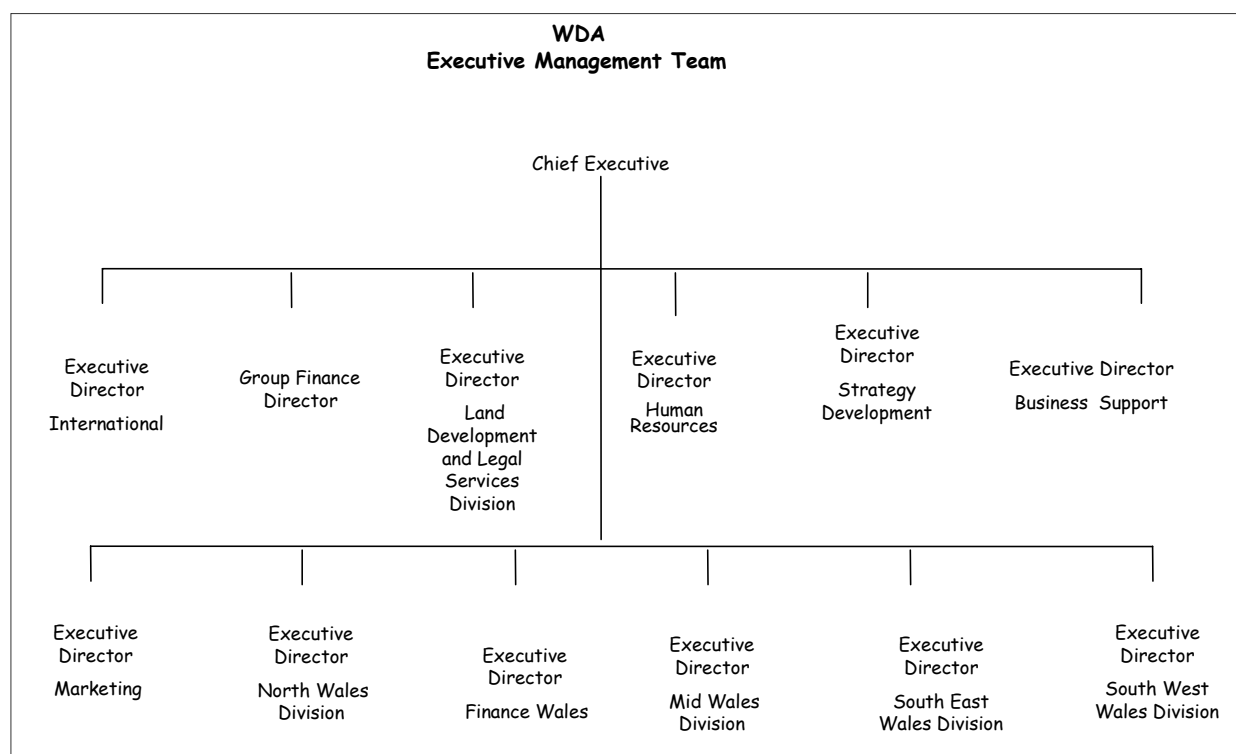 WDA
Executive Management Team
Chief Executive
Executive
Director
International
Group Finance
Director
Executive
Director
Land
Development
and Legal
Services
Division
Executive
Director
Human
Resources
Executive
Director
Strategy
Development
Executive Director
Business Support
Executive
Director
Marketing
Executive
Director
North Wales
Division
Executive
Director
Finance Wales
Executive
Director
Mid Wales
Division
Executive
Director
South East
Wales Division
Executive
Director
South West
Wales Division